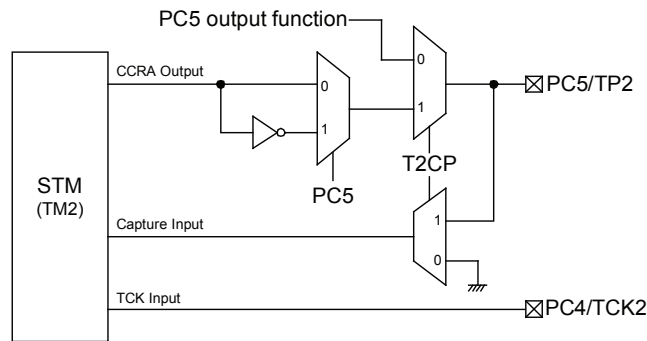 PC5 output function
CCRA Output
0
1
0
1
PC5/TP2
T2CP
PC5
STM
(TM2)
Capture Input
1
0
TCK Input
PC4/TCK2